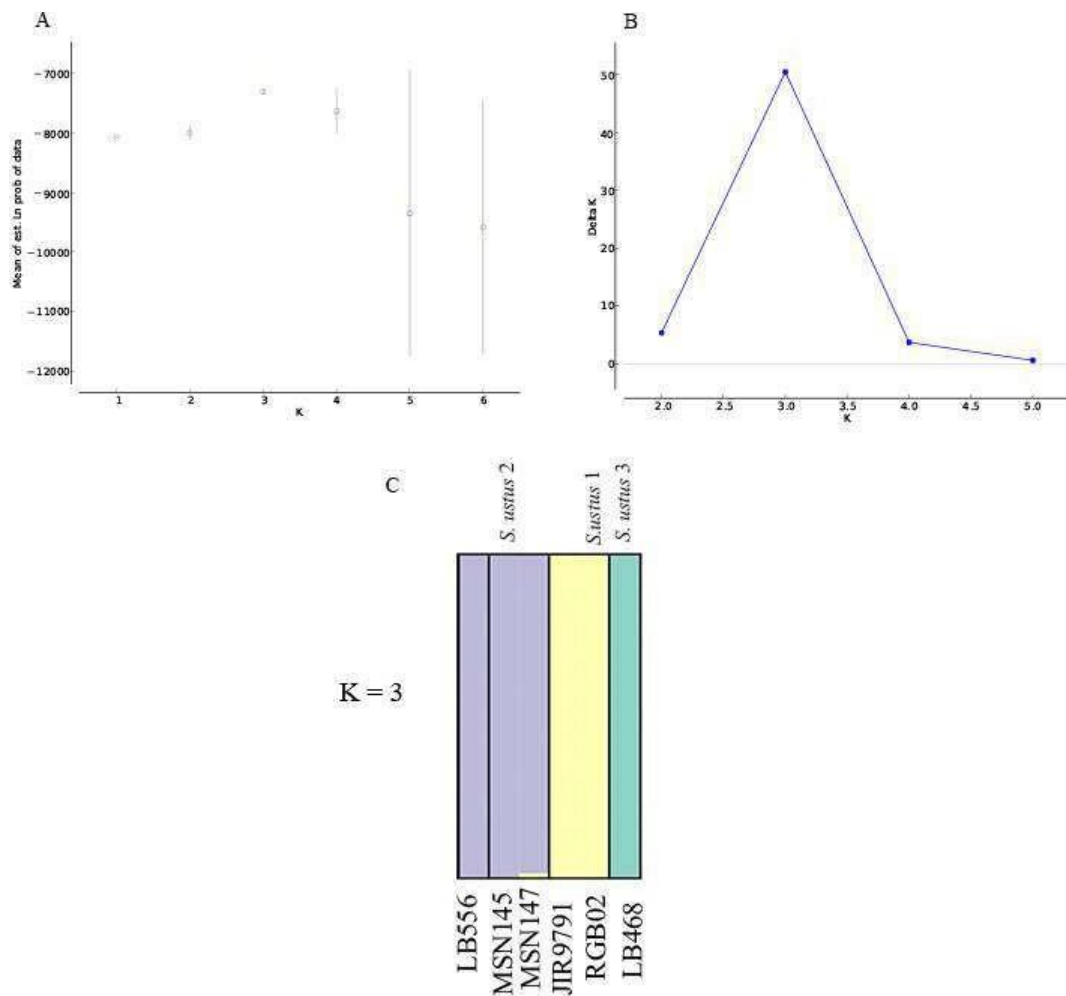 A
Mean of est. Ln prob of data
−7000
−8000
−9000
−10000
−11000
−12000
1 2 3 4 5 6
K
B
Delta K
50
40
30
20
10
0
2.0 2.5 3.0 3.5 4.0 4.5 5.0
K
C
S. ustus 2
S.ustus 1
S. ustus 3
K = 3
LB556
MSN145
MSN147
JIR9791
RGB02
LB468